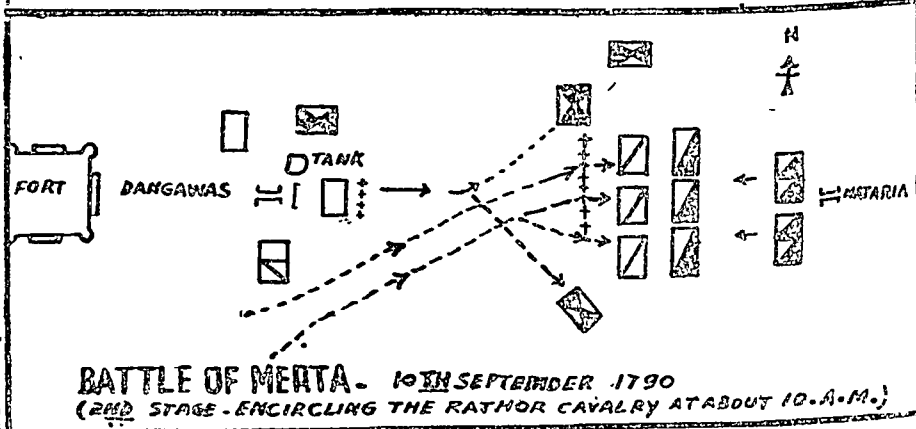 N
TANK
FORT
DANGAWAS
MATARIA
BATTLE OF MERTA. 10TH SEPTEMBER 1790
(2ND STAGE - ENCIRCLING THE RATHOR CAVALRY AT ABOUT 10.A.M.)